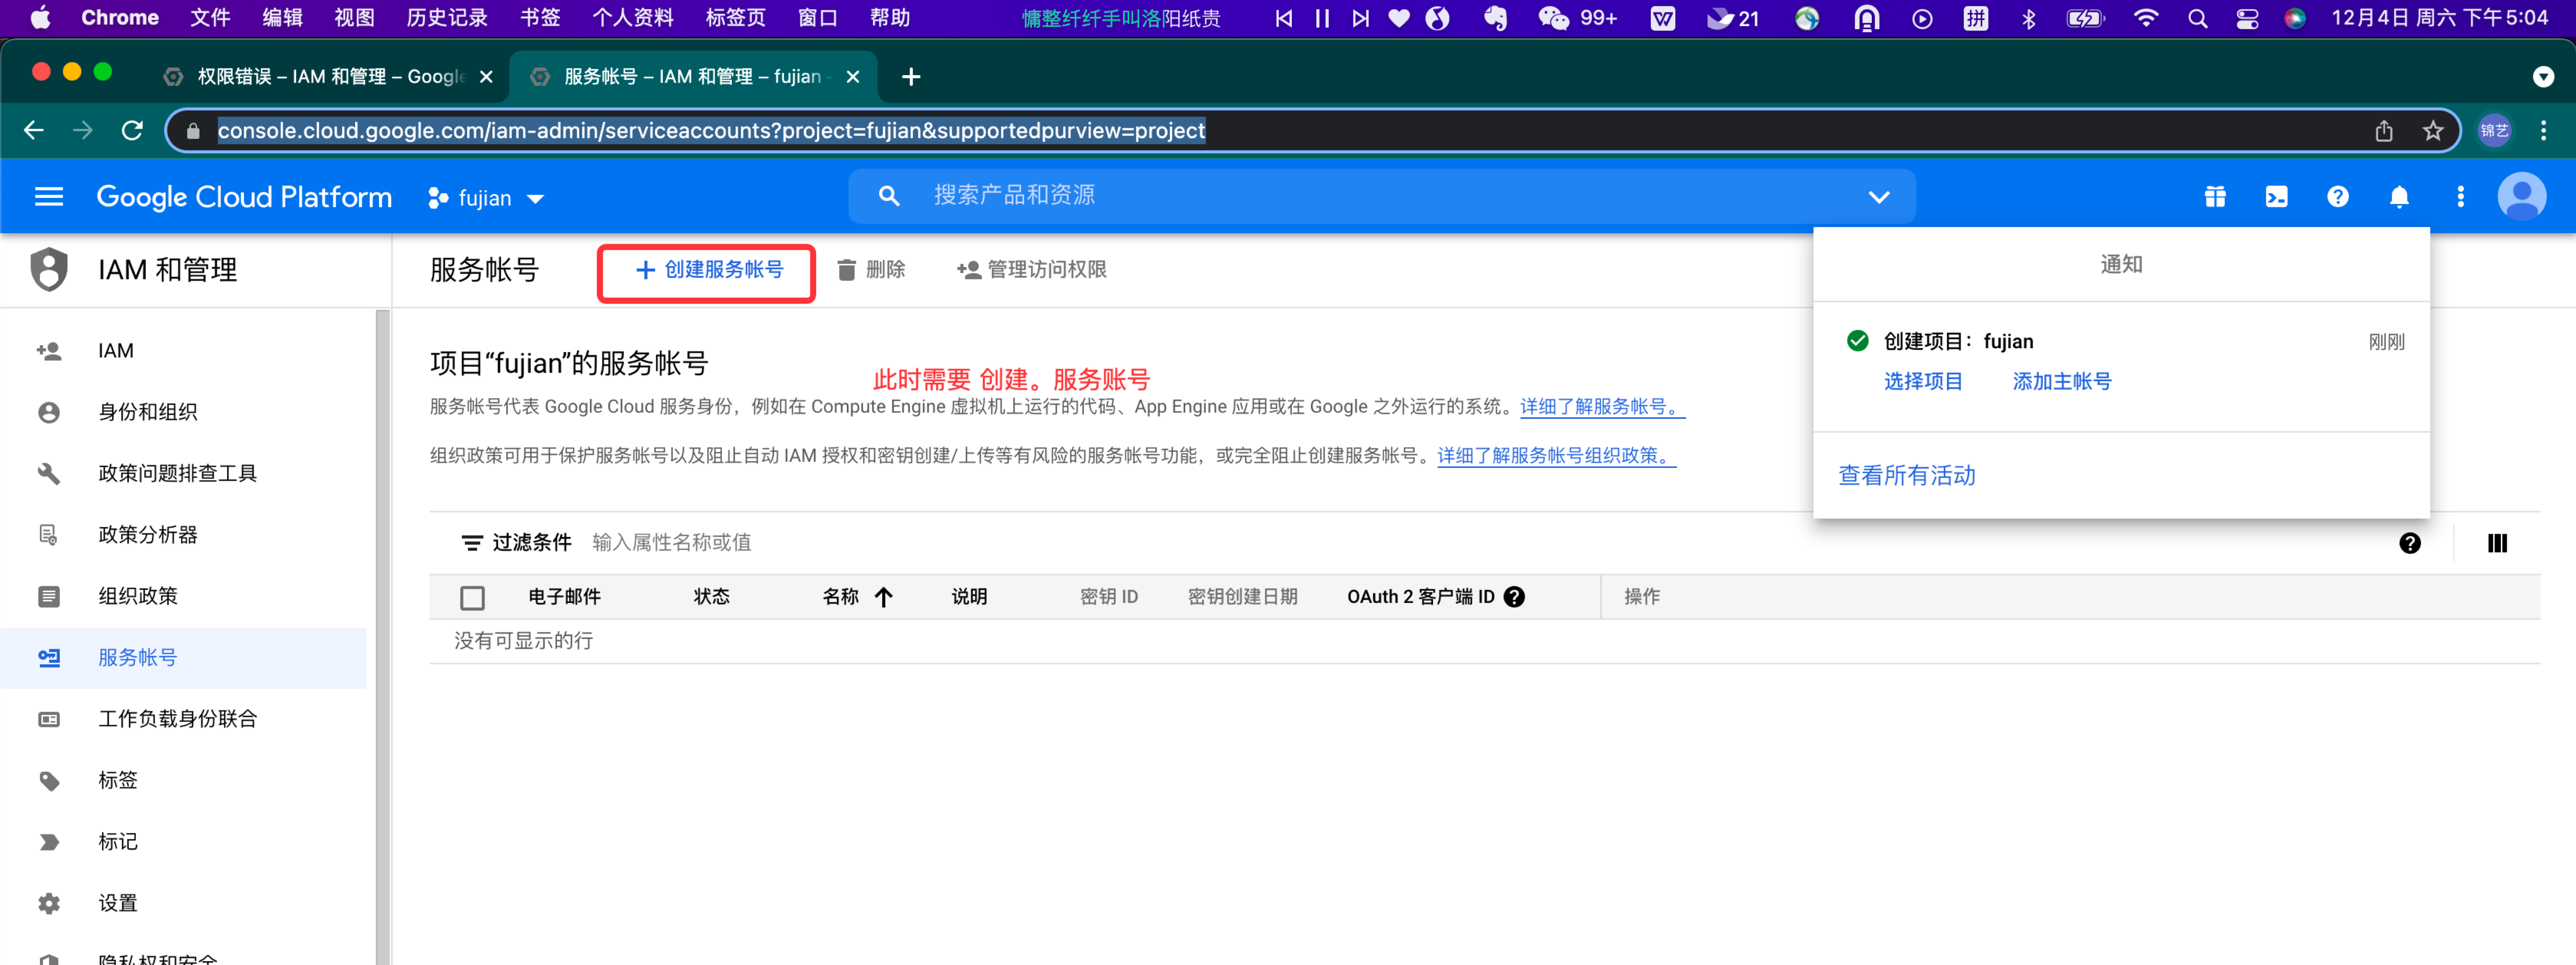 Chrome 文件 编辑 视图 历史记录 书签 个人资料 标签页 窗口 帮助 慵整纤纤手叫洛阳纸贵 99+ 21 拼 12月4日 周六 下午5:04
权限错误 – IAM 和管理 – Google 服务帐号 – IAM 和管理 – fujian -
console.cloud.google.com/iam-admin/serviceaccounts?project=fujian&supportedpurview=project 锦艺
Google Cloud Platform fujian 搜索产品和资源
IAM 和管理
服务帐号 创建服务帐号 删除 管理访问权限
通知
创建项目：fujian 刚刚
选择项目 添加主帐号
查看所有活动
IAM
身份和组织
政策问题排查工具
政策分析器
组织政策
服务帐号
工作负载身份联合
标签
标记
设置
隐私权和安全
项目“fujian”的服务帐号
此时需要 创建。服务账号
服务帐号代表 Google Cloud 服务身份，例如在 Compute Engine 虚拟机上运行的代码、App Engine 应用或在 Google 之外运行的系统。详细了解服务帐号。
组织政策可用于保护服务帐号以及阻止自动 IAM 授权和密钥创建/上传等有风险的服务帐号功能，或完全阻止创建服务帐号。详细了解服务帐号组织政策。
过滤条件 输入属性名称或值
电子邮件 状态 名称 说明 密钥 ID 密钥创建日期 OAuth 2 客户端 ID 操作
没有可显示的行